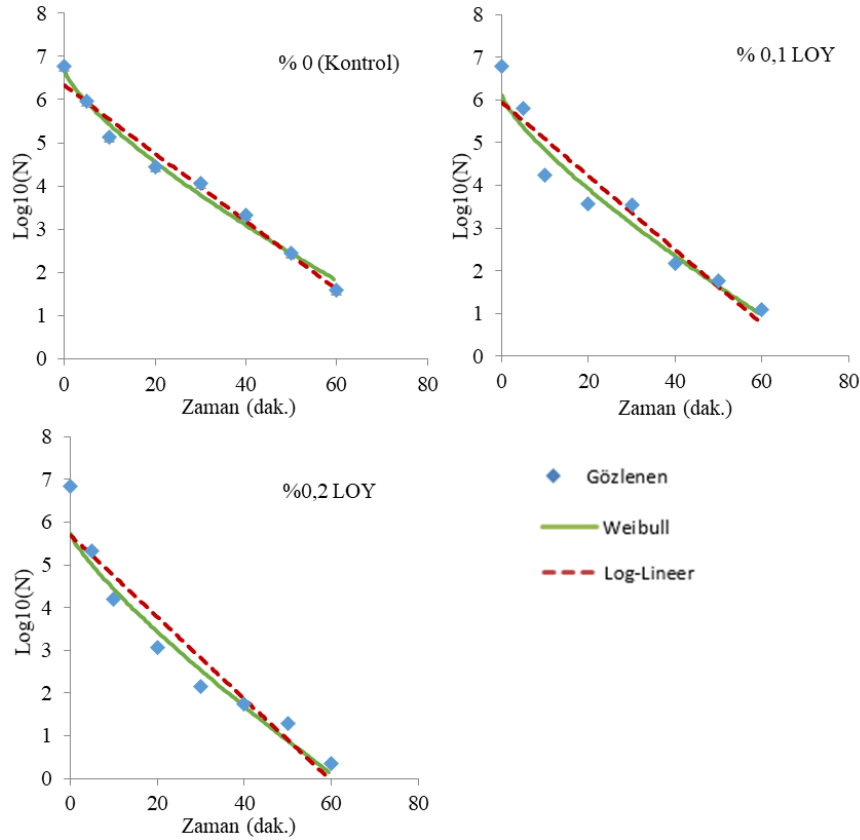 % 0 (Kontrol)
8
7
6
5
4
3
2
1
0
Log10(N)
0 20 40 60 80
Zaman (dak.)
% 0,1 LOY
8
7
6
5
4
3
2
1
0
Log10(N)
0 20 40 60 80
Zaman (dak.)
%0,2 LOY
8
7
6
5
4
3
2
1
0
Log10(N)
0 20 40 60 80
Zaman (dak.)
Gözlenen
Weibull
Log-Lineer